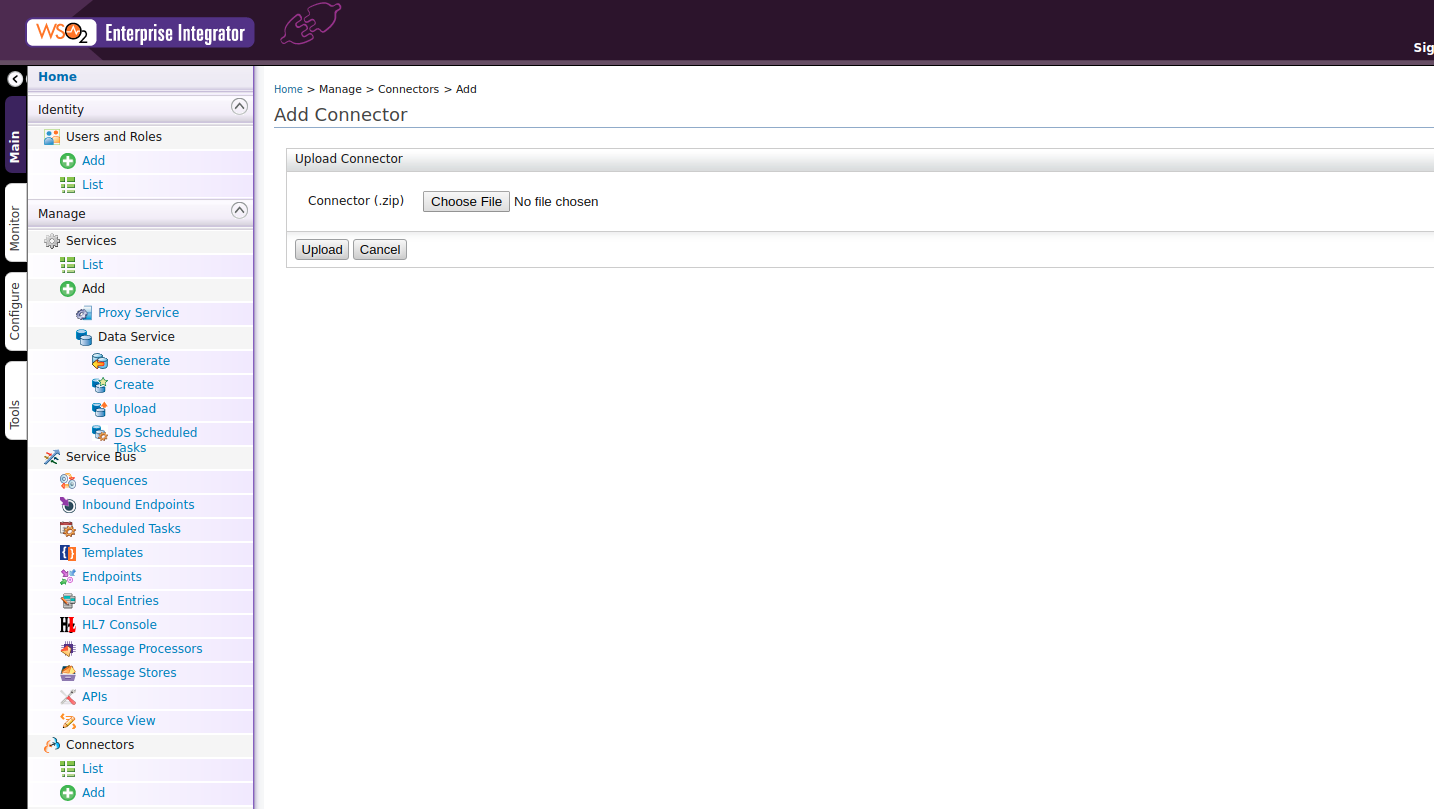 WSO2 Enterprise Integrator
Sig
Main
Monitor
Configure
Tools
Home
Identity
Users and Roles
Add
List
Manage
Services
List
Add
Proxy Service
Data Service
Generate
Create
Upload
DS Scheduled
Tasks
Service Bus
Sequences
Inbound Endpoints
Scheduled Tasks
Templates
Endpoints
Local Entries
HL7 Console
Message Processors
Message Stores
APIs
Source View
Connectors
List
Add
Home > Manage > Connectors > Add
Add Connector
Upload Connector
Connector (.zip) Choose File No file chosen
Upload Cancel